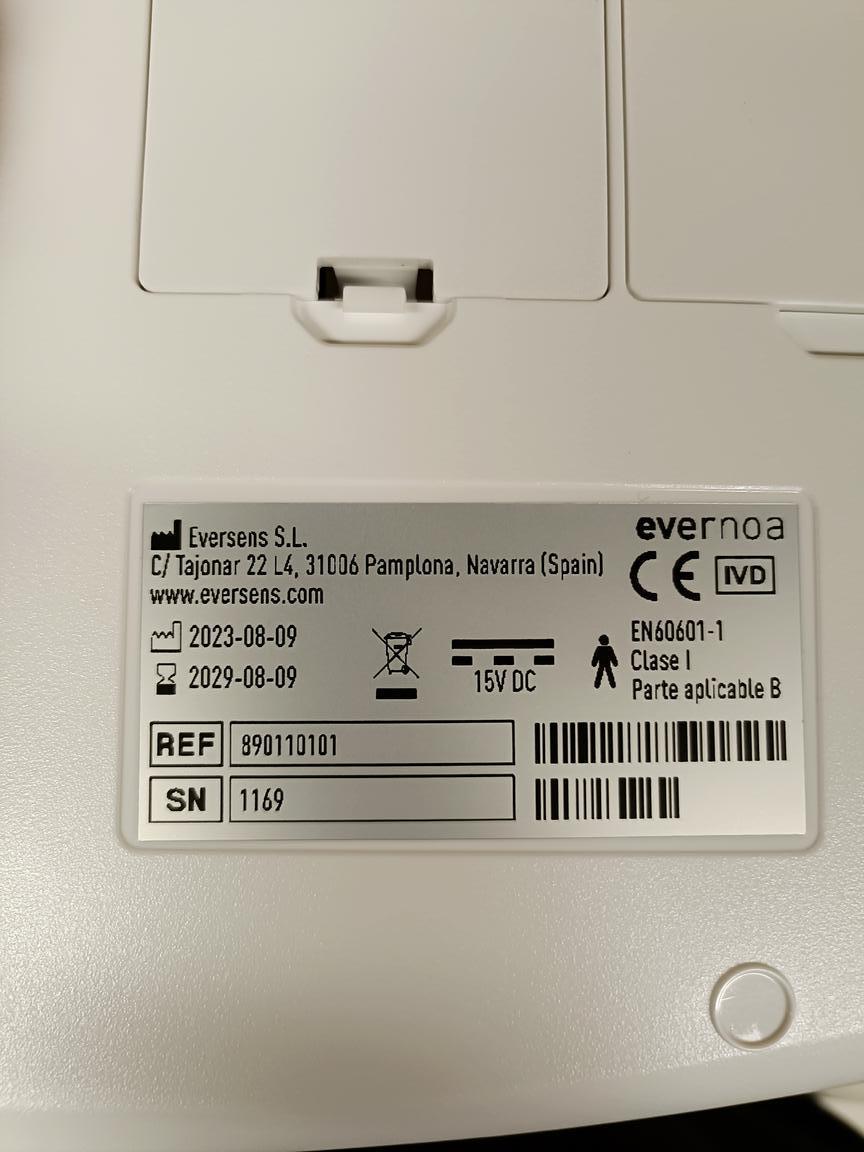 evernoa
Eversens S.L.
C/ Tajonar 22 L4, 31006 Pamplona, Navarra (Spain)
www.eversens.com
CE IVD
2023-08-09
2029-08-09
15V DC
EN60601-1
Clase I
Parte aplicable B
REF 890110101
SN 1169